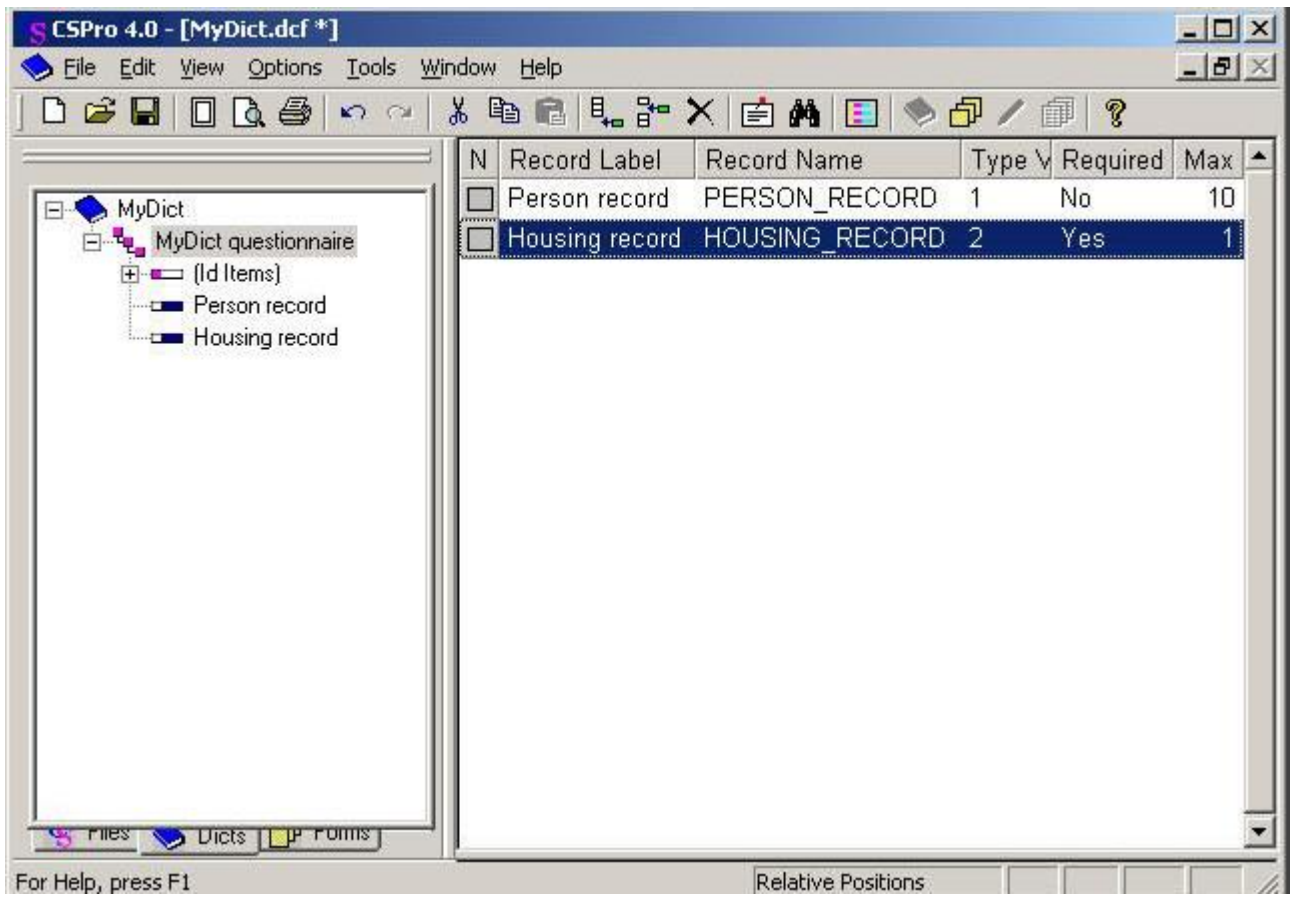 CSPro 4.0 - [MyDict.dcf *]
File Edit View Options Tools Window Help
N Record Label Record Name Type V Required Max
Person record PERSON_RECORD 1 No 10
Housing record HOUSING_RECORD 2 Yes 1
MyDict
MyDict questionnaire
(Id Items)
Person record
Housing record
Files Dicts Forms
For Help, press F1
Relative Positions